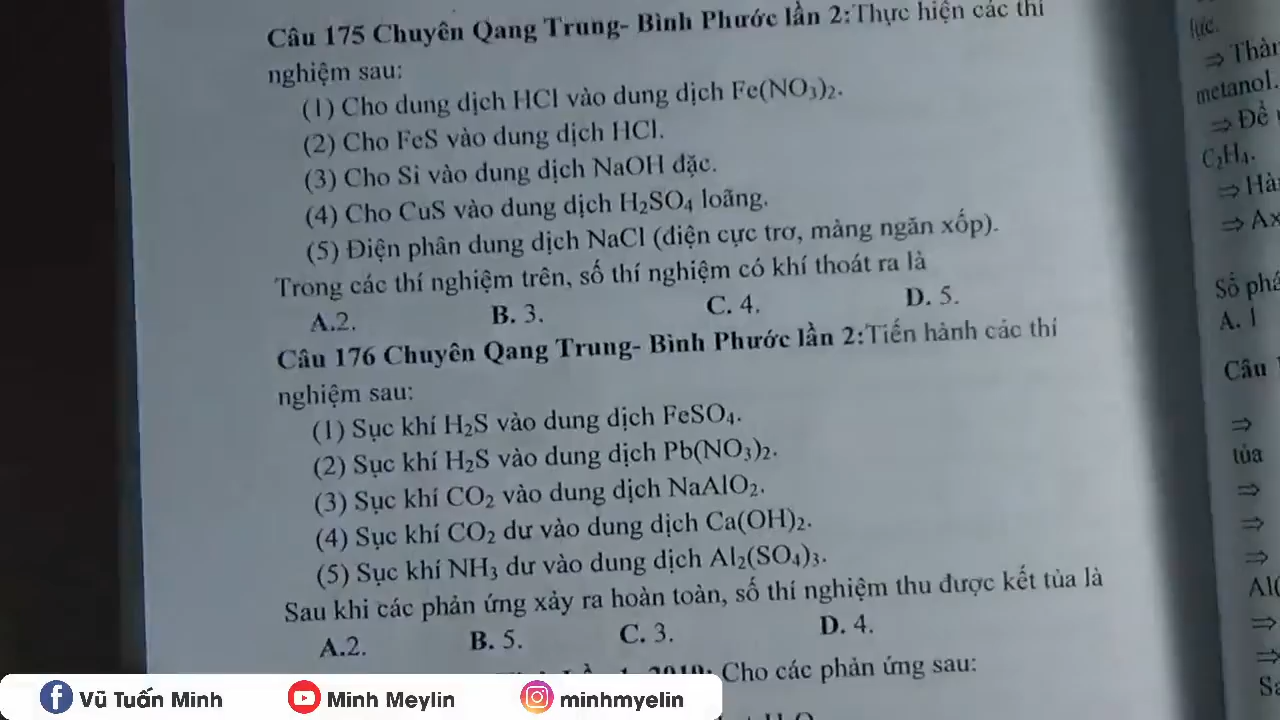 Câu 175 Chuyên Qang Trung- Bình Phước lần 2:Thực hiện các thí
nghiệm sau:
(1) Cho dung dịch HCl vào dung dịch Fe(NO₃)₂.
(2) Cho FeS vào dung dịch HCl.
(3) Cho Si vào dung dịch NaOH đặc.
(4) Cho CuS vào dung dịch H₂SO₄ loãng.
(5) Điện phân dung dịch NaCl (điện cực trơ, màng ngăn xốp).
Trong các thí nghiệm trên, số thí nghiệm có khí thoát ra là
A.2. B. 3. C. 4. D. 5.
Câu 176 Chuyên Qang Trung- Bình Phước lần 2:Tiến hành các thí
nghiệm sau:
(1) Sục khí H₂S vào dung dịch FeSO₄.
(2) Sục khí H₂S vào dung dịch Pb(NO₃)₂.
(3) Sục khí CO₂ vào dung dịch NaAlO₂.
(4) Sục khí CO₂ dư vào dung dịch Ca(OH)₂.
(5) Sục khí NH₃ dư vào dung dịch Al₂(SO₄)₃.
Sau khi các phản ứng xảy ra hoàn toàn, số thí nghiệm thu được kết tủa là
A.2. B. 5. C. 3. D. 4.
Cho các phản ứng sau:
lực.
⇒
metanol.
⇒ Đề
C₂H₄.
⇒
⇒
Số
A. 1
Câu
⇒
tủa
⇒
⇒
⇒
⇒
⇒
Vũ Tuấn Minh Minh Meylin minhmyelin